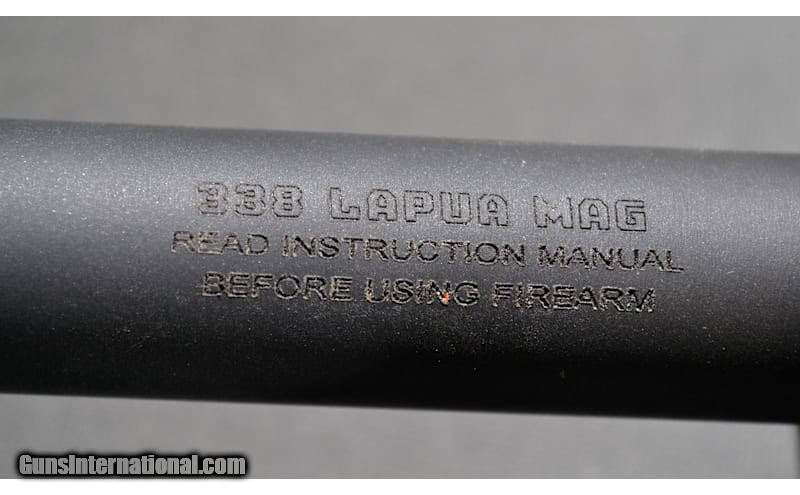 338 LAPUA MAG
READ INSTRUCTION MANUAL
BEFORE USING FIREARM
GunsInternational.com